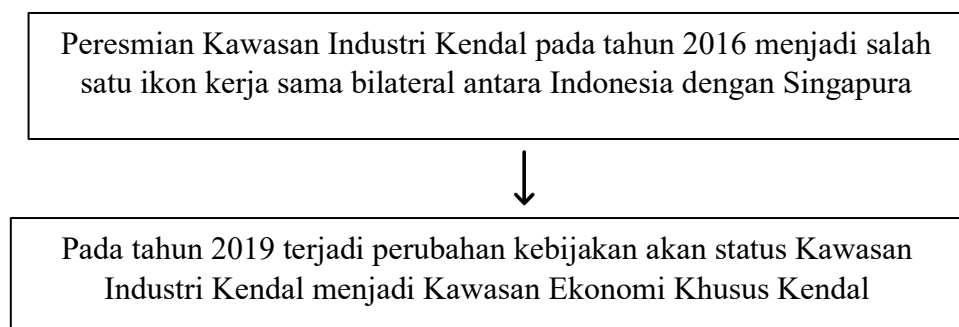 Peresmian Kawasan Industri Kendal pada tahun 2016 menjadi salah
satu ikon kerja sama bilateral antara Indonesia dengan Singapura
Pada tahun 2019 terjadi perubahan kebijakan akan status Kawasan
Industri Kendal menjadi Kawasan Ekonomi Khusus Kendal